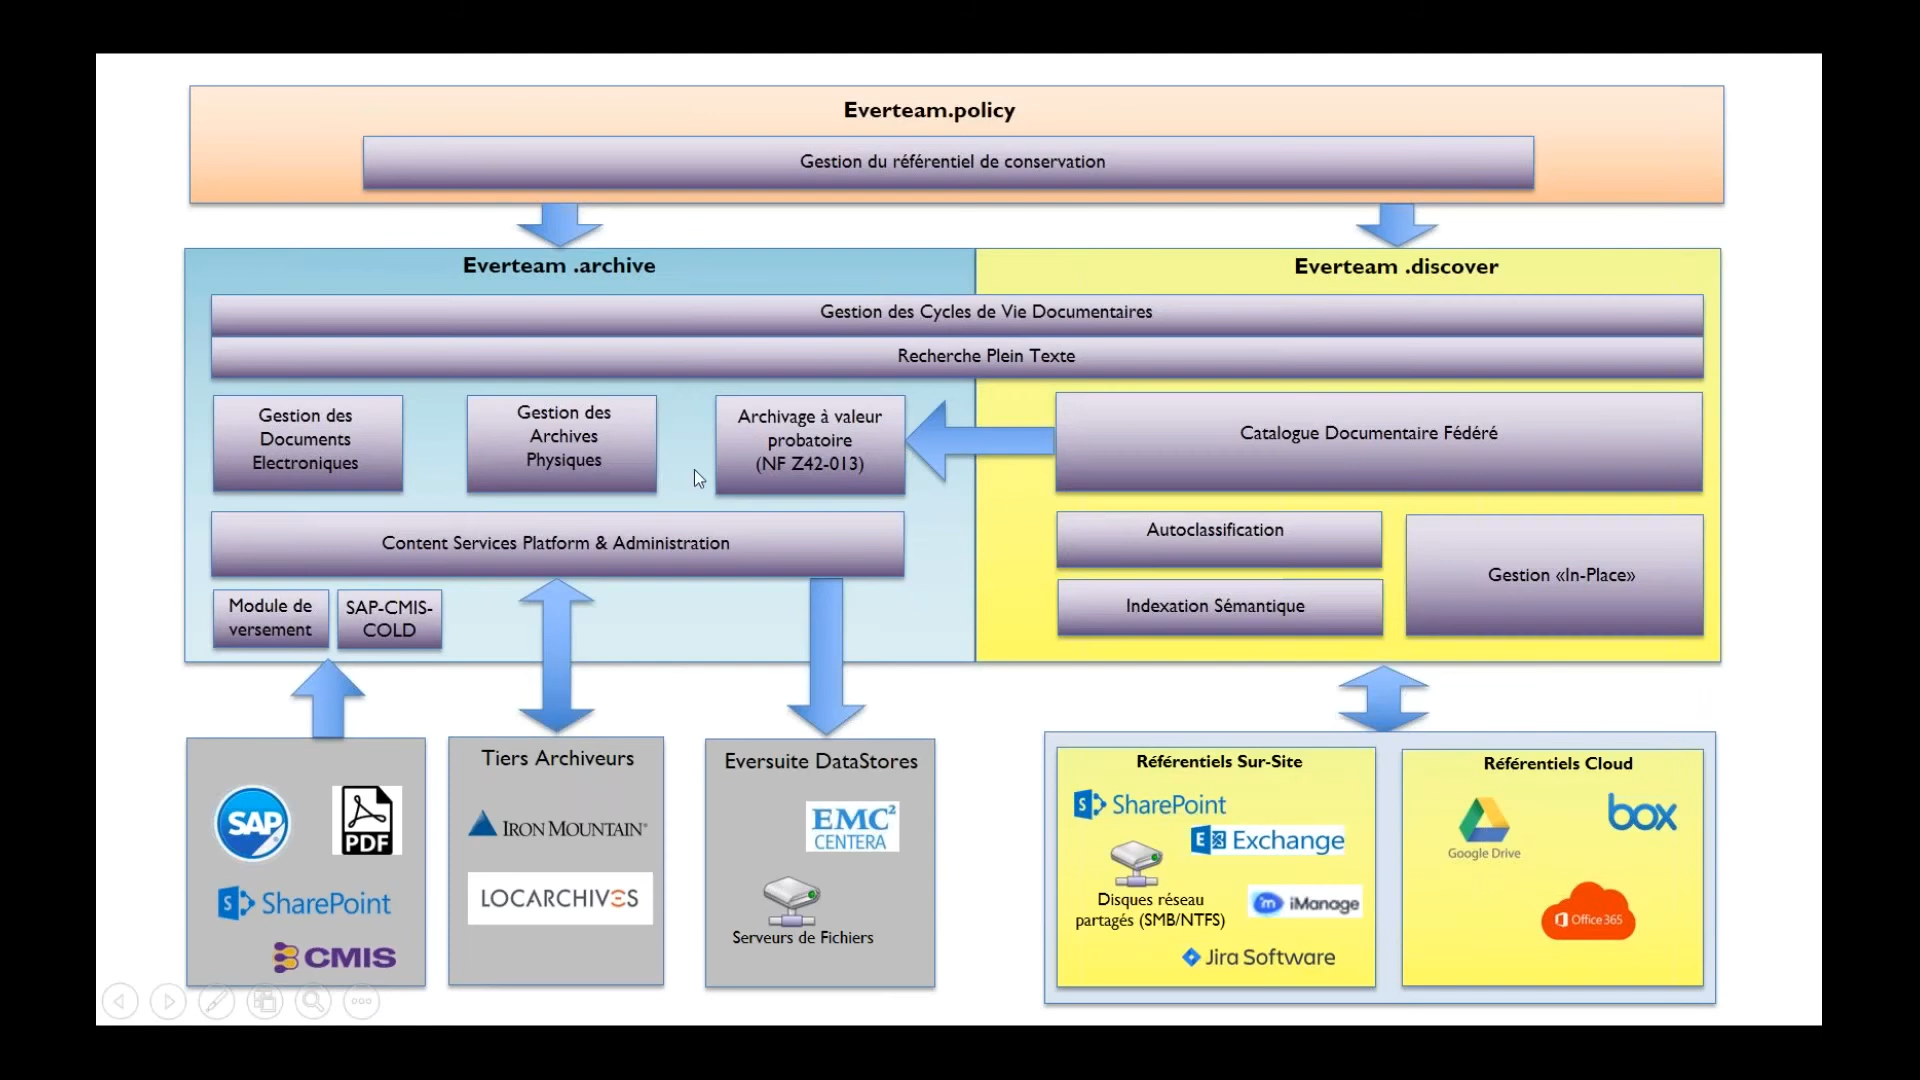 Everteam.policy
Gestion du référentiel de conservation
Everteam .archive
Everteam .discover
Gestion des Cycles de Vie Documentaires
Recherche Plein Texte
Gestion des
Documents
Electroniques
Gestion des
Archives
Physiques
Archivage à valeur
probatoire
(NF Z42-013)
Catalogue Documentaire Fédéré
Content Services Platform & Administration
Autoclassification
Indexation Sémantique
Gestion «In-Place»
Module de
versement
SAP-CMIS-
COLD
SAP
PDF
S SharePoint
CMIS
Tiers Archiveurs
IRON MOUNTAIN®
LOCARCHIVES
Eversuite DataStores
EMC²
CENTERA
Serveurs de Fichiers
Référentiels Sur-Site
S SharePoint
E Exchange
Disques réseau
partagés (SMB/NTFS)
m iManage
Jira Software
Référentiels Cloud
Google Drive
box
Office 365